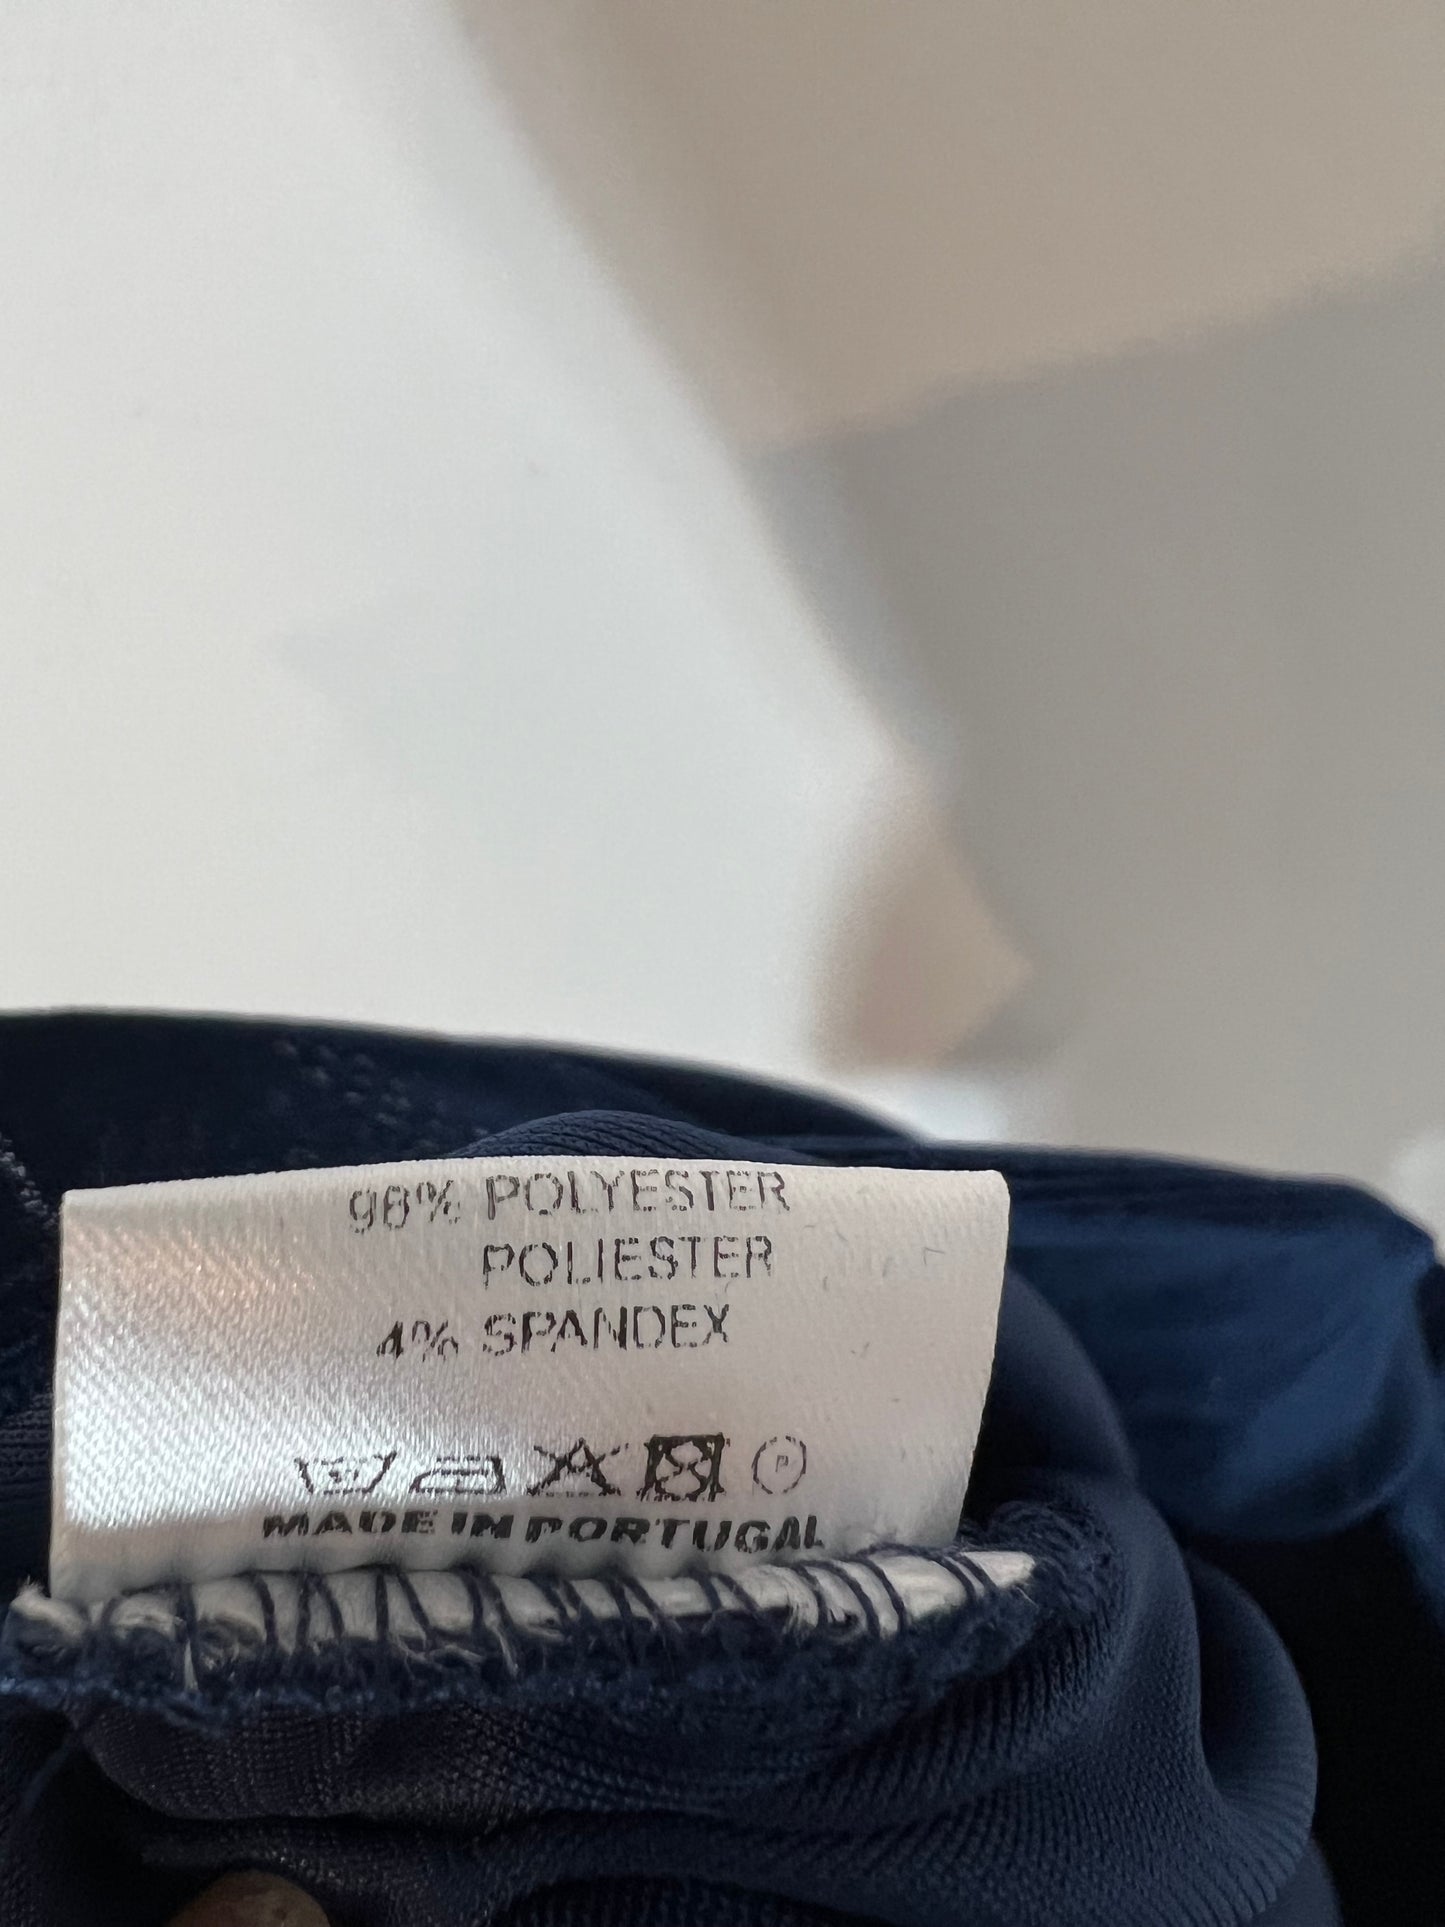 96% POLYESTER
POLIESTER
4% SPANDEX
P
MADE IN PORTUGAL